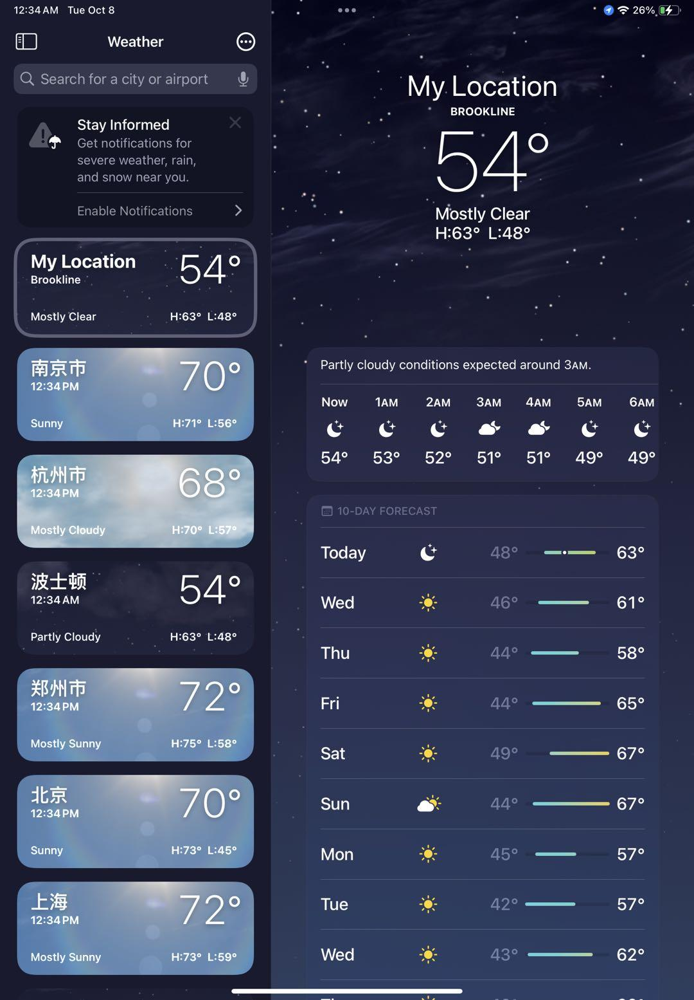 12:34 AM Tue Oct 8
26%
Weather
Search for a city or airport
Stay Informed
Get notifications for
severe weather, rain,
and snow near you.
Enable Notifications
My Location 54°
Brookline
Mostly Clear H:63° L:48°
南京市 70°
12:34 PM
Sunny H:71° L:56°
杭州市 68°
12:34 PM
Mostly Cloudy H:70° L:57°
波士顿 54°
12:34 AM
Partly Cloudy H:63° L:48°
郑州市 72°
12:34 PM
Mostly Sunny H:75° L:58°
北京 70°
12:34 PM
Sunny H:73° L:45°
上海 72°
12:34 PM
Mostly Sunny H:73° L:59°
My Location
BROOKLINE
54°
Mostly Clear
H:63° L:48°
Partly cloudy conditions expected around 3AM.
Now 1AM 2AM 3AM 4AM 5AM 6AM
54° 53° 52° 51° 51° 49° 49°
10-DAY FORECAST
Today 48° 63°
Wed 46° 61°
Thu 44° 58°
Fri 44° 65°
Sat 49° 67°
Sun 44° 67°
Mon 45° 57°
Tue 42° 57°
Wed 43° 62°